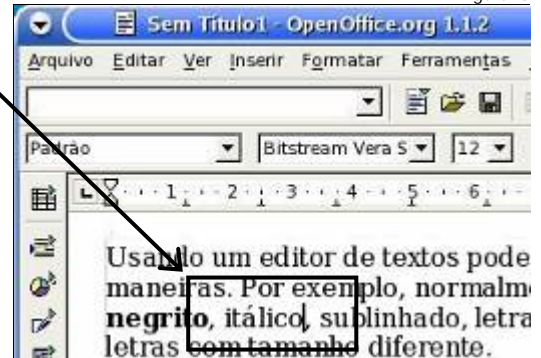 Sem Título1 - OpenOffice.org 1.1.2
Arquivo Editar Ver Inserir Formatar Ferramentas
Padrão Bitstream Vera S 12
1 2 3 4 5 6
Usando um editor de textos pode
maneiras. Por exemplo, normalm
negrito, itálico, sublinhado, letra
letras com tamanho diferente.